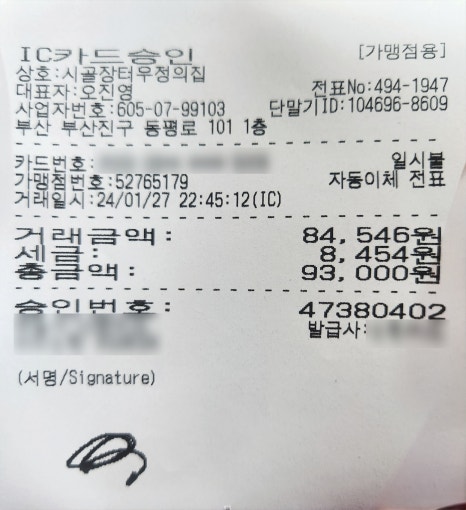 IC카드승인 [가맹점용]
상호:시골장터우정의집
대표자:오진영 전표No:494-1947
사업자번호:605-07-99103 단말기ID:104696-8609
부산 부산진구 동평로 101 1층
카드번호: 일시불
가맹점번호:52765179 자동이체 전표
거래일시:24/01/27 22:45:12(IC)
거래금액: 84,546원
세금: 8,454원
총금액: 93,000원
승인번호: 47380402
발급사:
(서명/Signature)